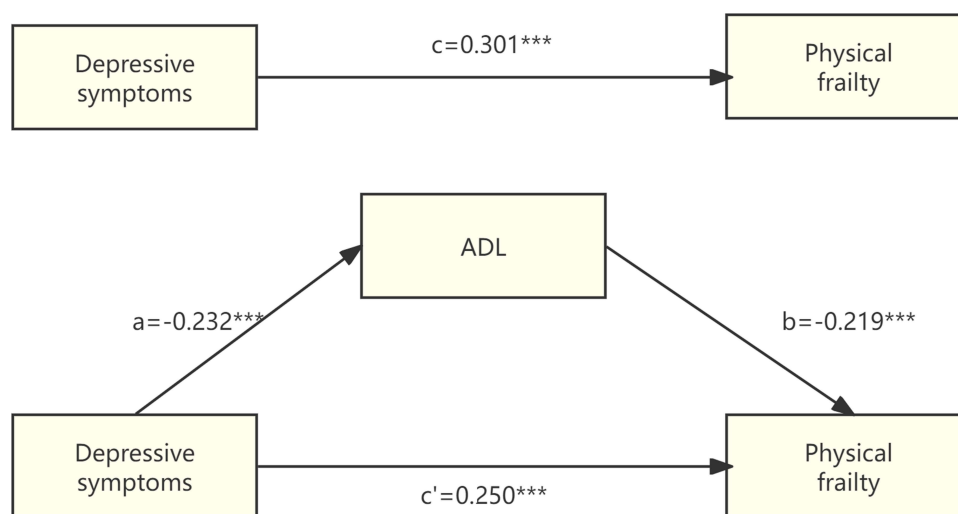 Depressive
symptoms
c=0.301***
Physical
frailty
ADL
a=-0.232***
b=-0.219***
Depressive
symptoms
c'=0.250***
Physical
frailty